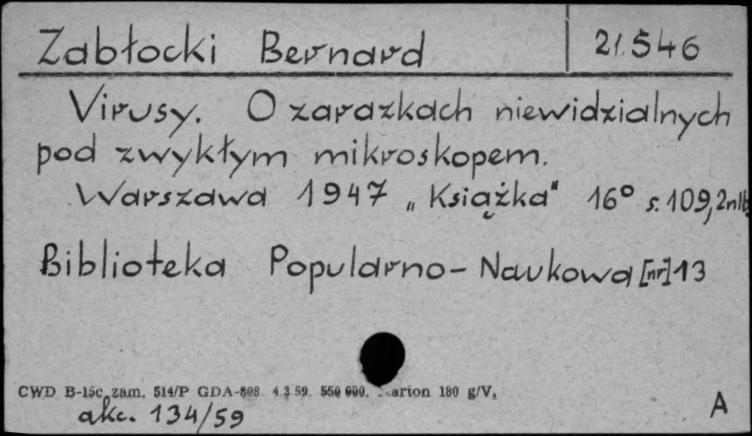 Zabłocki Bernard 21.546
Virusy. O zarazkach niewidzialnych
pod zwykłym mikroskopem.
Warszawa 1947 „Książka" 16° s. 109, 2nlb
Biblioteka Popularno-Naukowa [nr] 13
CWD B-15c zam. 514/P GDA-808. 4.3 59. 550 000. 180 g/V,
akc. 134/59
A